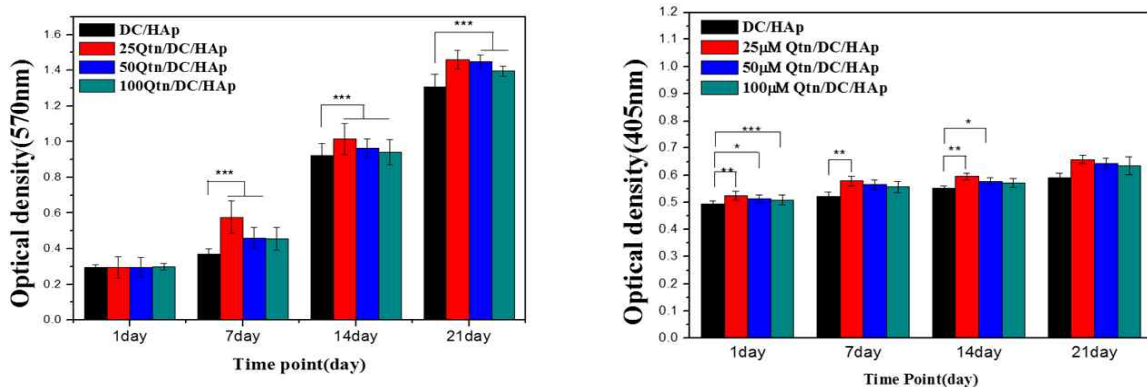 DC/HAp
25Qtn/DC/HAp
50Qtn/DC/HAp
100Qtn/DC/HAp
***
***
***
Optical density(570nm)
1.6
1.4
1.2
1.0
0.8
0.6
0.4
0.2
0.0
1day 7day 14day 21day
Time point(day)
DC/HAp
25μM Qtn/DC/HAp
50μM Qtn/DC/HAp
100μM Qtn/DC/HAp
***
*
**
**
*
**
Optical density(405nm)
1.2
1.1
1.0
0.9
0.8
0.7
0.6
0.5
0.4
0.3
0.2
0.1
0.0
1day 7day 14day 21day
Time Point(day)